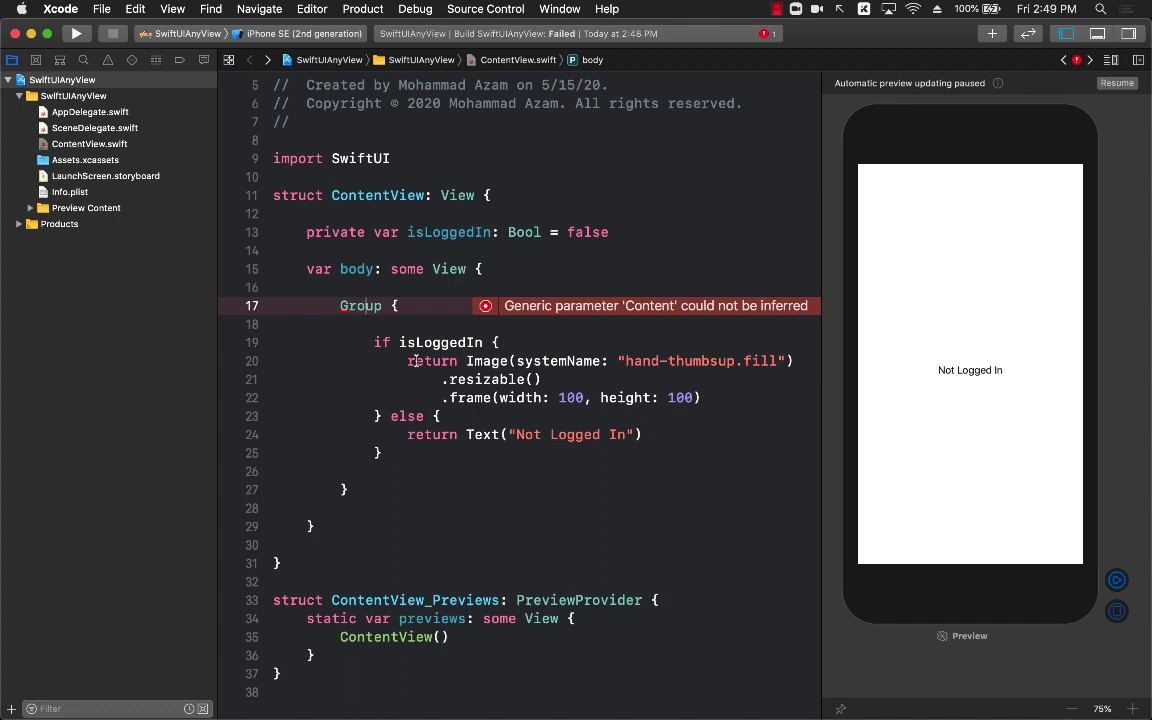 Xcode File Edit View Find Navigate Editor Product Debug Source Control Window Help 100% Fri 2:49 PM
SwiftUIAnyView iPhone SE (2nd generation) SwiftUIAnyView | Build SwiftUIAnyView: Failed | Today at 2:48 PM 1
SwiftUIAnyView SwiftUIAnyView ContentView.swift P body
SwiftUIAnyView
SwiftUIAnyView
AppDelegate.swift
SceneDelegate.swift
ContentView.swift
Assets.xcassets
LaunchScreen.storyboard
Info.plist
Preview Content
Products
Filter
5 // Created by Mohammad Azam on 5/15/20.
6 // Copyright © 2020 Mohammad Azam. All rights reserved.
7 //
8
9 import SwiftUI
10
11 struct ContentView: View {
12
13 private var isLoggedIn: Bool = false
14
15 var body: some View {
16
17 Group { Generic parameter 'Content' could not be inferred
18
19 if isLoggedIn {
20 return Image(systemName: "hand-thumbsup.fill")
21 .resizable()
22 .frame(width: 100, height: 100)
23 } else {
24 return Text("Not Logged In")
25 }
26
27 }
28
29 }
30
31 }
32
33 struct ContentView_Previews: PreviewProvider {
34 static var previews: some View {
35 ContentView()
36 }
37 }
38
Automatic preview updating paused Resume
Not Logged In
Preview
75%